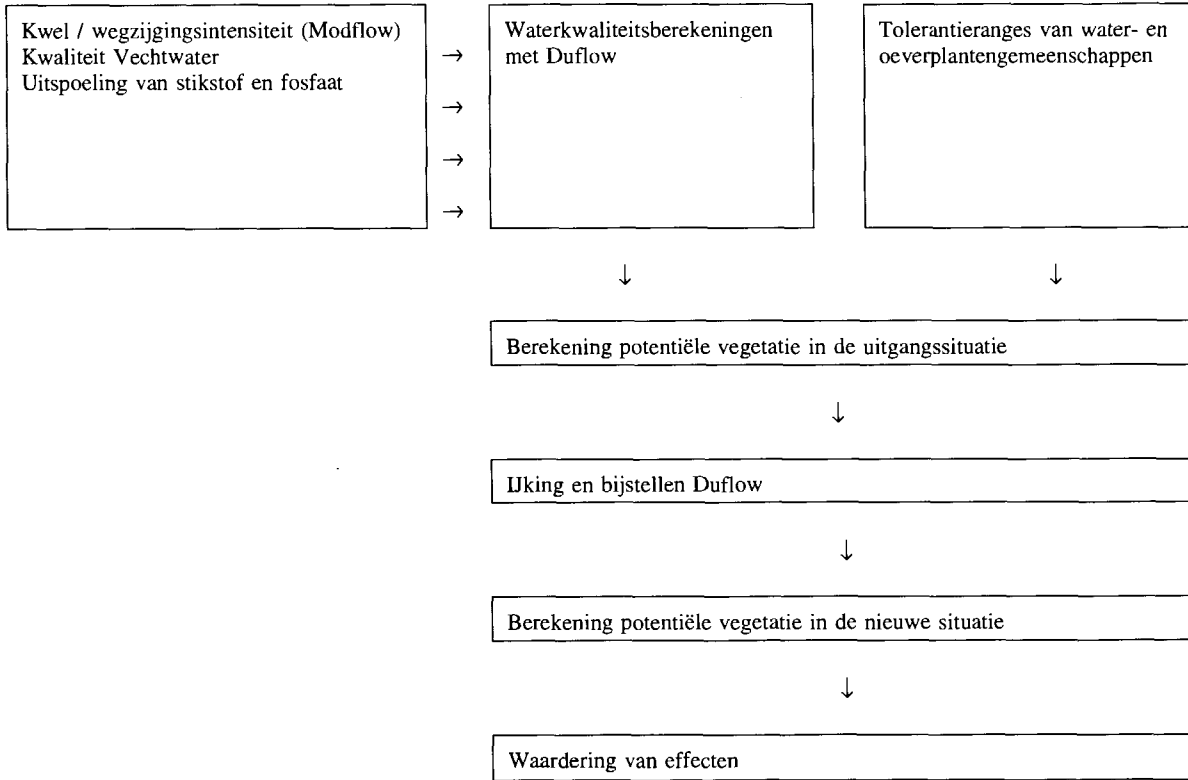 Kwel / wegzijgingsintensiteit (Modflow)
Kwaliteit Vechtwater
Uitspoeling van stikstof en fosfaat
→
→
→
→
Waterkwaliteitsberekeningen
met Duflow
Tolerantieranges van water- en
oeverplantengemeenschappen
↓
↓
Berekening potentiële vegetatie in de uitgangssituatie
↓
IJking en bijstellen Duflow
↓
Berekening potentiële vegetatie in de nieuwe situatie
↓
Waardering van effecten